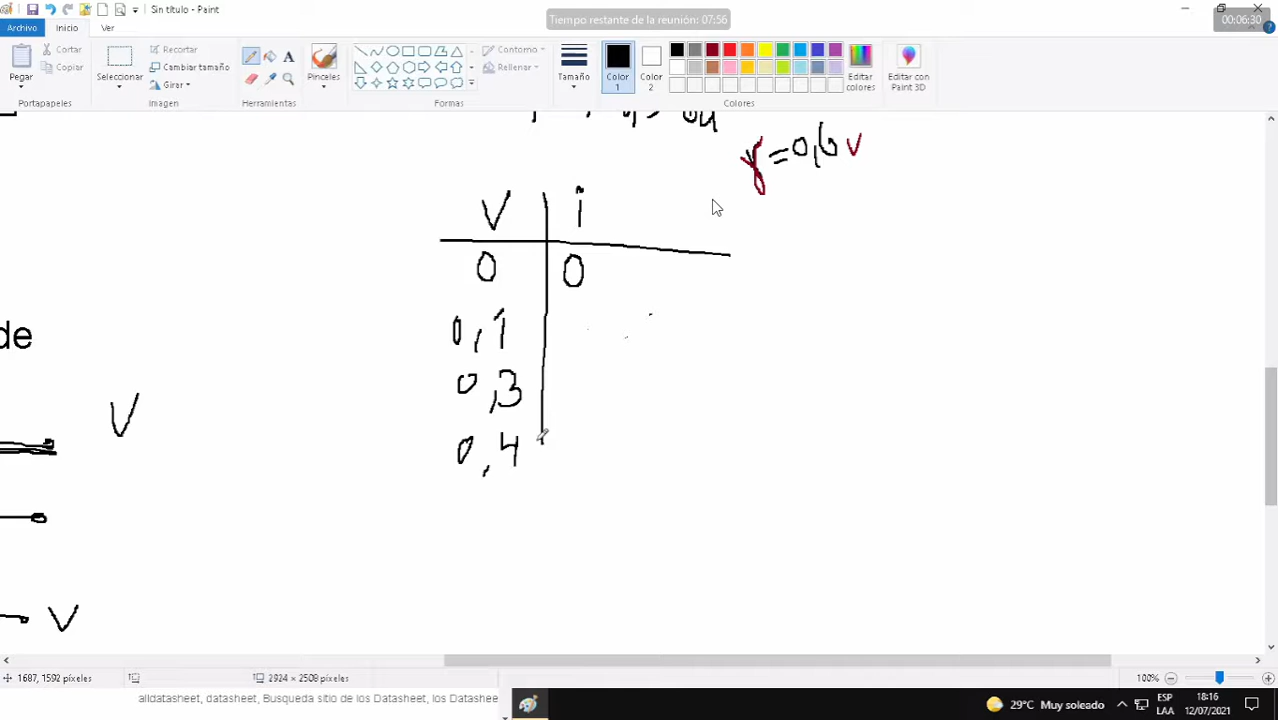 Sin título - Paint
Tiempo restante de la reunión: 07:56
00:06:30
Archivo Inicio Ver
Pegar
Cortar
Copiar
Portapapeles
Seleccionar
Recortar
Cambiar tamaño
Girar
Imagen
Herramientas
Pinceles
Contorno
Rellenar
Formas
Tamaño
Color 1
Color 2
Editar colores
Colores
Editar con Paint 3D
γ=0,6 v
V i
0 0
0,1
0,3
0,4
de
V
V
1687, 1592 píxeles
2924 × 2508 píxeles
100%
alldatasheet, datasheet, Busqueda sitio de los Datasheet, los Datashee
29°C Muy soleado
ESP
LAA
18:16
12/07/2021